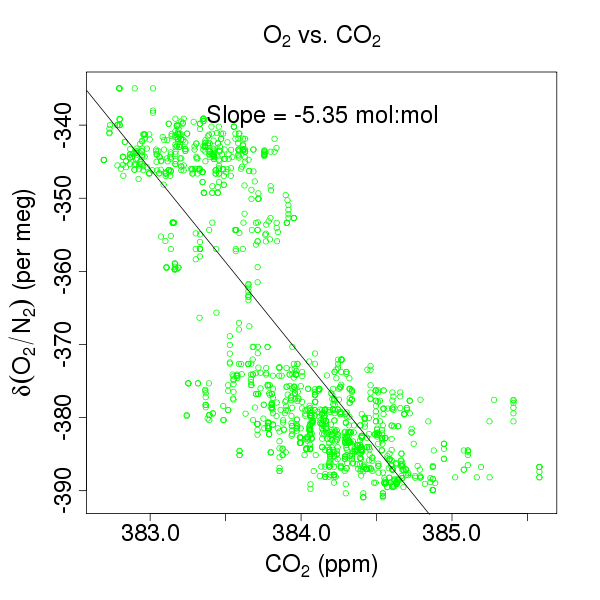 O₂ vs. CO₂
Slope = -5.35 mol:mol
δ(O₂/N₂) (per meg)
-340
-350
-360
-370
-380
-390
383.0 384.0 385.0
CO₂ (ppm)